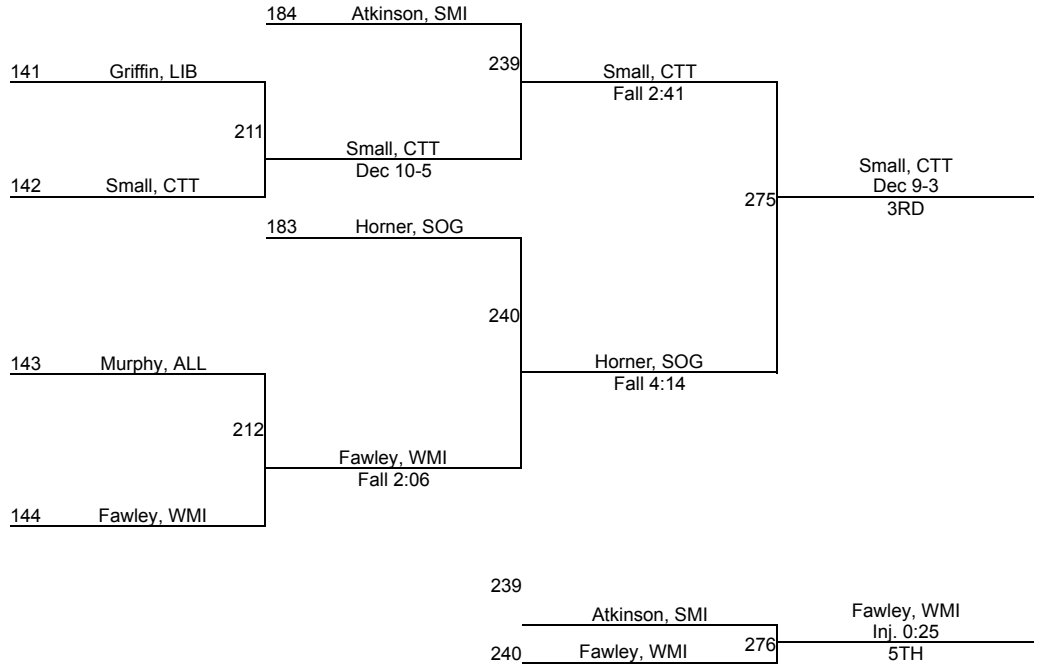 184 Atkinson, SMI
239
141 Griffin, LIB
Small, CTT
Fall 2:41
211
Small, CTT
Dec 10-5
142 Small, CTT
Small, CTT
Dec 9-3
3RD
275
183 Horner, SOG
240
143 Murphy, ALL
Horner, SOG
Fall 4:14
212
Fawley, WMI
Fall 2:06
144 Fawley, WMI
239
Atkinson, SMI
240 Fawley, WMI
276
Fawley, WMI
Inj. 0:25
5TH